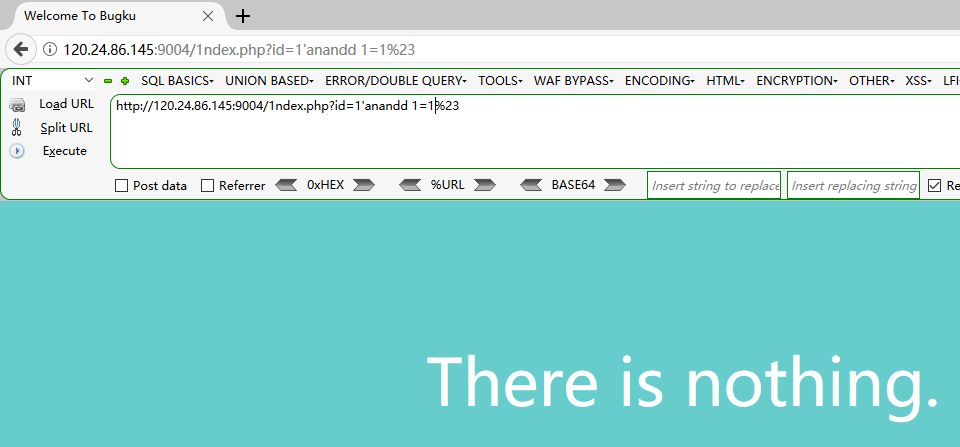 Welcome To Bugku
120.24.86.145:9004/1ndex.php?id=1'anandd 1=1%23
INT SQL BASICS UNION BASED ERROR/DOUBLE QUERY TOOLS WAF BYPASS ENCODING HTML ENCRYPTION OTHER XSS LFI
Load URL http://120.24.86.145:9004/1ndex.php?id=1'anandd 1=1%23
Split URL
Execute
Post data Referrer 0xHEX %URL BASE64 Insert string to replace Insert replacing string Re
There is nothing.